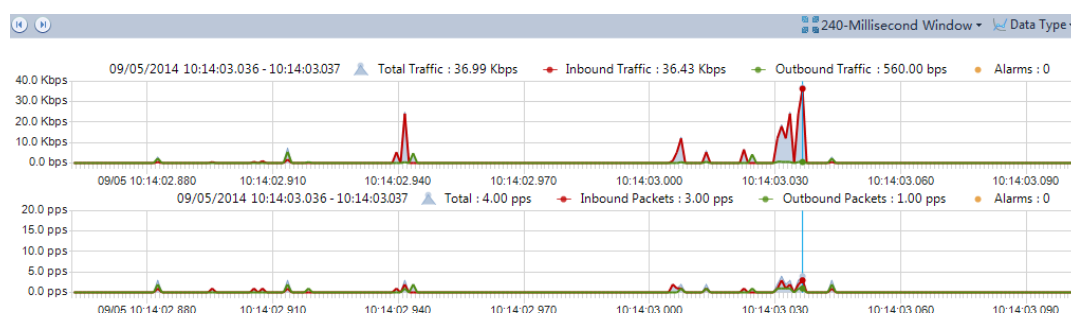 240-Millisecond Window Data Type
09/05/2014 10:14:03.036 - 10:14:03.037 Total Traffic : 36.99 Kbps Inbound Traffic : 36.43 Kbps Outbound Traffic : 560.00 bps Alarms : 0
40.0 Kbps
30.0 Kbps
20.0 Kbps
10.0 Kbps
0.0 bps
09/05 10:14:02.880 10:14:02.910 10:14:02.940 10:14:02.970 10:14:03.000 10:14:03.030 10:14:03.060 10:14:03.090
09/05/2014 10:14:03.036 - 10:14:03.037 Total : 4.00 pps Inbound Packets : 3.00 pps Outbound Packets : 1.00 pps Alarms : 0
20.0 pps
15.0 pps
10.0 pps
5.0 pps
0.0 pps
09/05 10:14:02.880 10:14:02.910 10:14:02.940 10:14:02.970 10:14:03.000 10:14:03.030 10:14:03.060 10:14:03.090